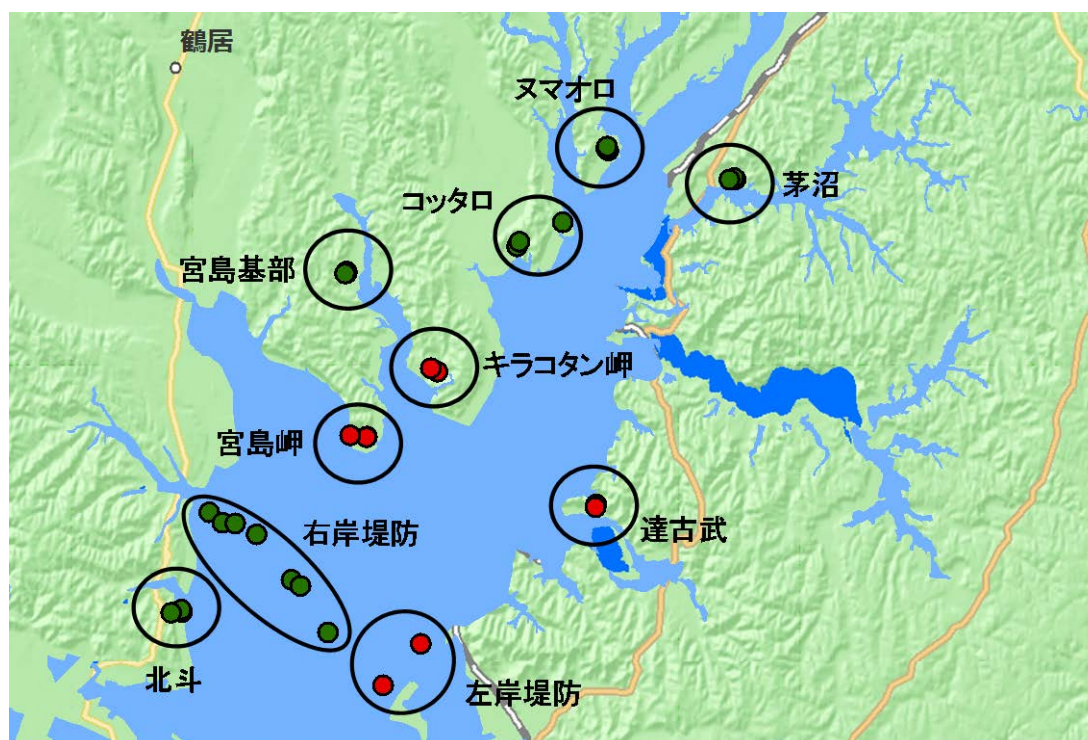 鶴居
ヌマオロ
茅沼
コッタロ
宮島基部
キラコタン岬
宮島岬
右岸堤防
達古武
北斗
左岸堤防